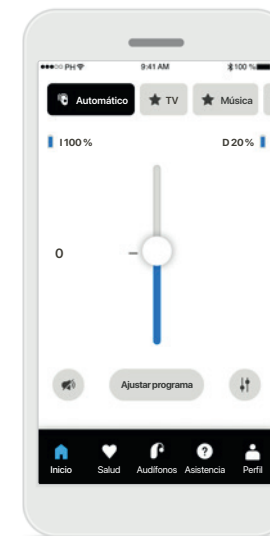 PH 9:41 AM 100 %
Automático TV Música
I 100 % D 20 %
0
Ajustar programa
Inicio Salud Audífonos Asistencia Perfil